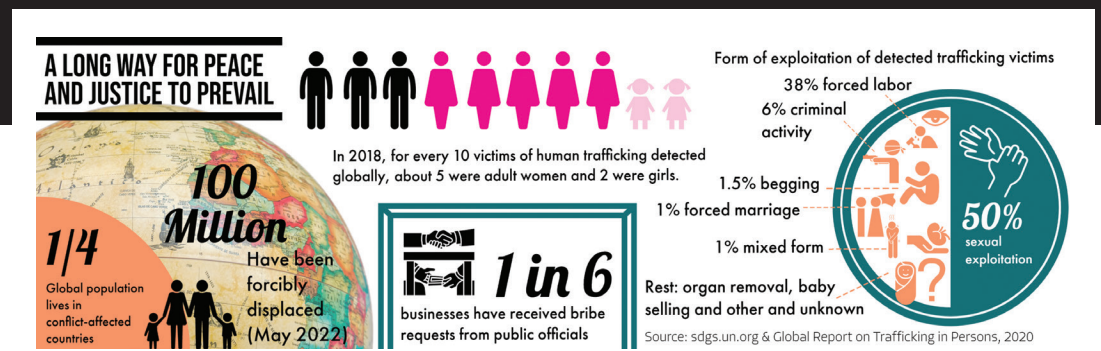 A LONG WAY FOR PEACE
AND JUSTICE TO PREVAIL
In 2018, for every 10 victims of human trafficking detected
globally, about 5 were adult women and 2 were girls.
100
Million
Have been
forcibly
displaced
(May 2022)
1/4
Global population
lives in
conflict-affected
countries
1 in 6
businesses have received bribe
requests from public officials
Form of exploitation of detected trafficking victims
38% forced labor
6% criminal
activity
1.5% begging
1% forced marriage
1% mixed form
Rest: organ removal, baby
selling and other and unknown
50%
sexual
exploitation
?
Source: sdgs.un.org & Global Report on Trafficking in Persons, 2020